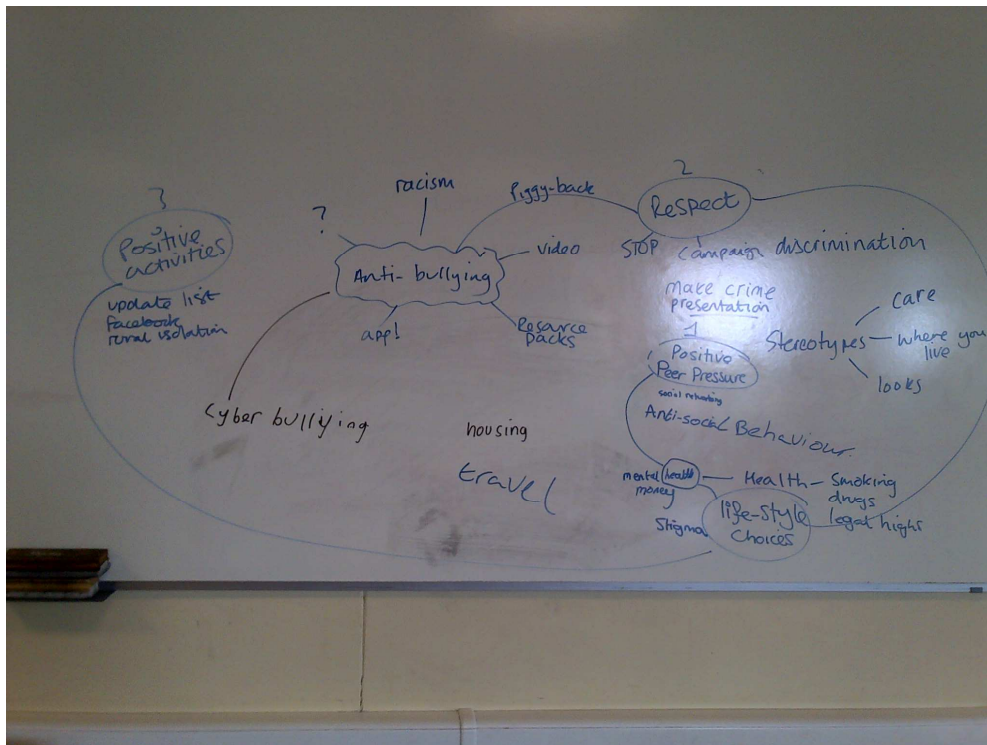 3
Positive
activities
update list
Facebook
rural isolation
?
racism
Piggy-back
Anti-bullying
video
app!
Resource
packs
Cyber bullying
housing
travel
2
Respect
STOP
Campaign
discrimination
make crime
presentation
1
Positive
Peer Pressure
social networking
Anti-social Behaviour.
Stereotypes
care
where you
live
looks
mental health
money
Stigma
Health
Smoking
drugs
legal highs
life-style
choices